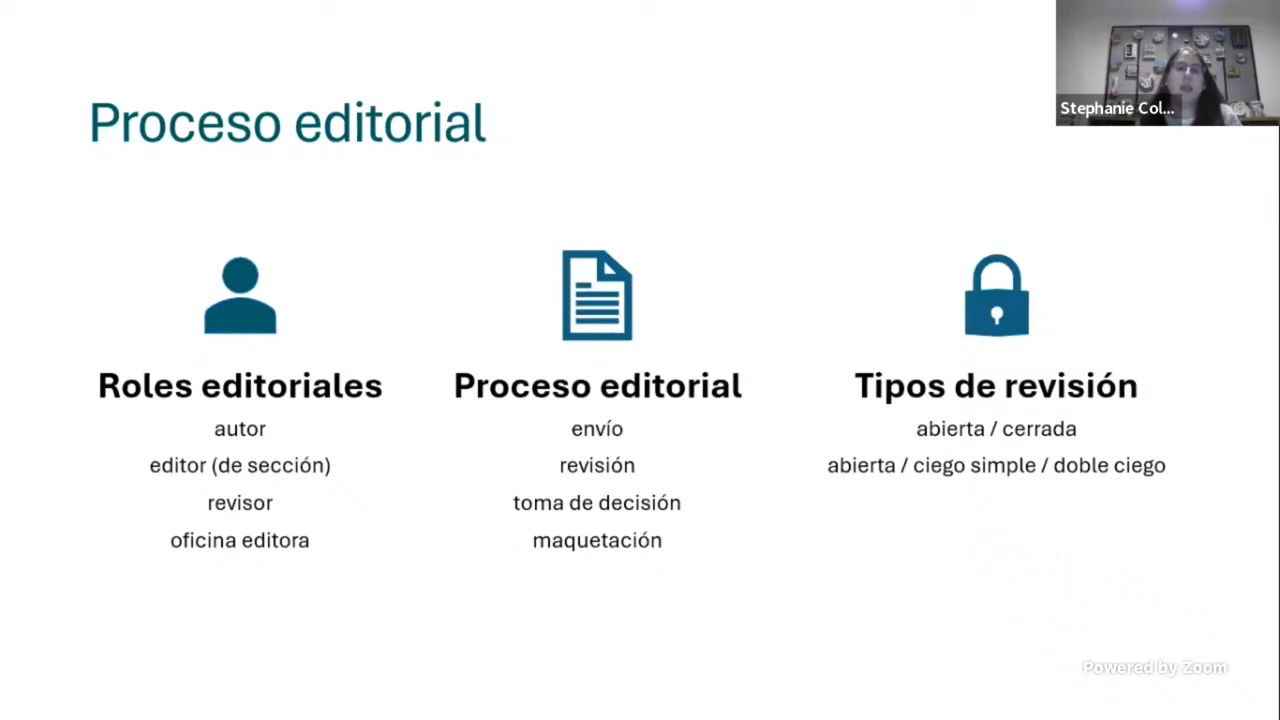 Proceso editorial
Stephanie Col...
Roles editoriales
autor
editor (de sección)
revisor
oficina editora
Proceso editorial
envío
revisión
toma de decisión
maquetación
Tipos de revisión
abierta / cerrada
abierta / ciego simple / doble ciego
Powered by Zoom